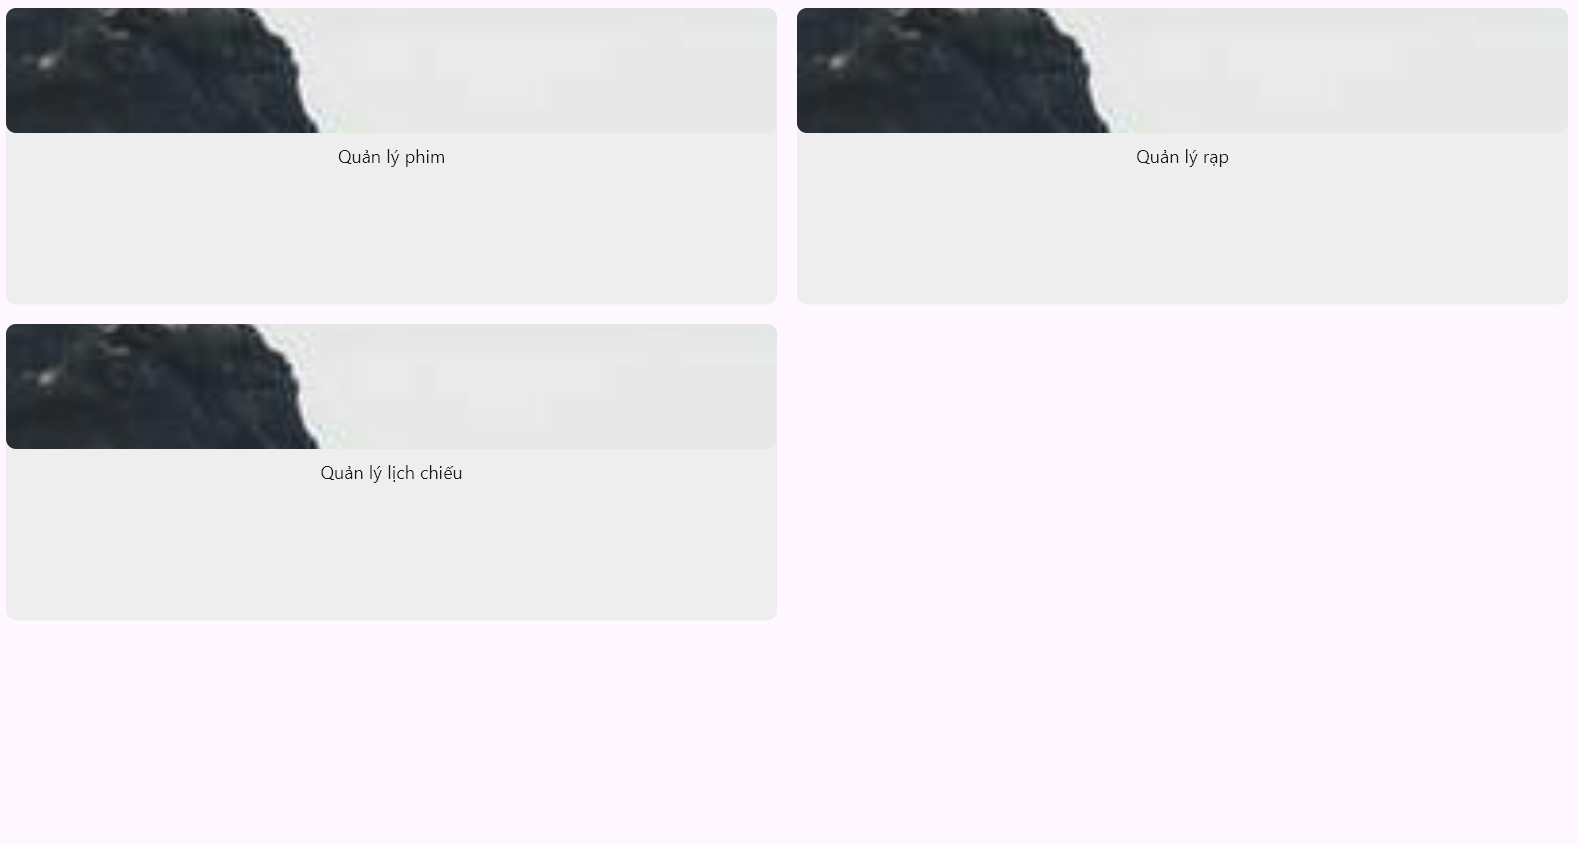 Quản lý phim
Quản lý rạp
Quản lý lịch chiếu